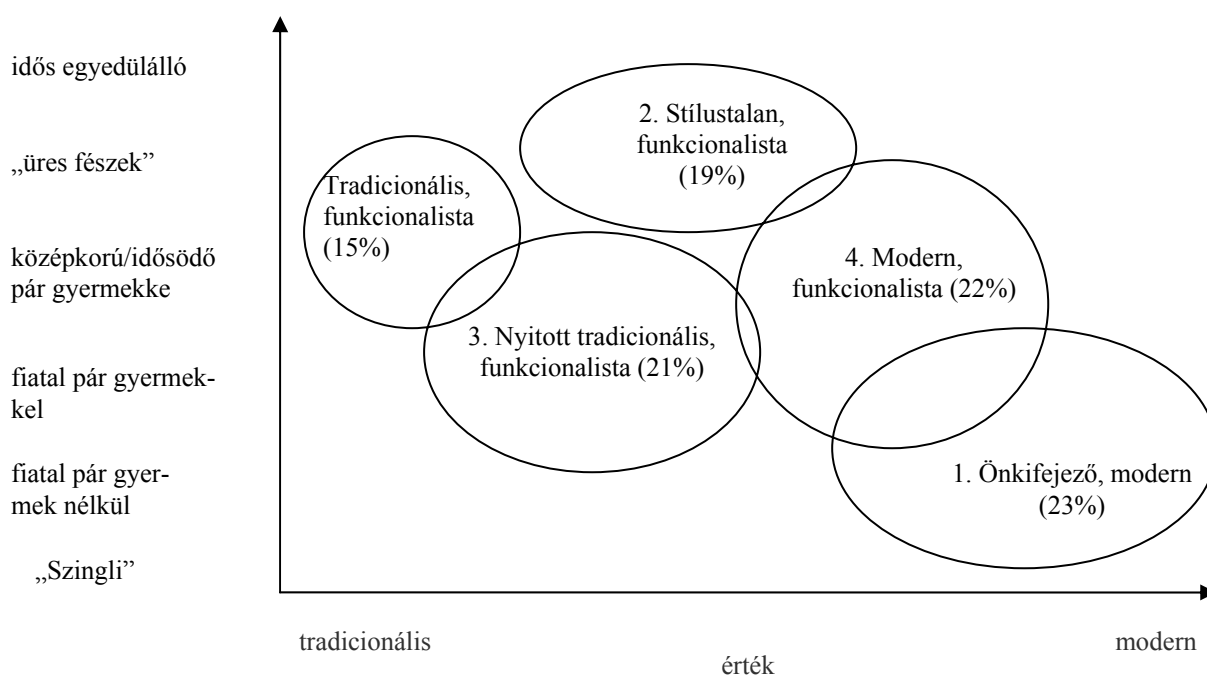 idős egyedülálló
„üres fészek”
középkorú/idősödő
pár gyermekke
fiatal pár gyermek-
kel
fiatal pár gyer-
mek nélkül
„Szingli”
2. Stílustalan,
funkcionalista
(19%)
Tradicionális,
funkcionalista
(15%)
4. Modern,
funkcionalista (22%)
3. Nyitott tradicionális,
funkcionalista (21%)
1. Önkifejező, modern
(23%)
tradicionális
modern
érték